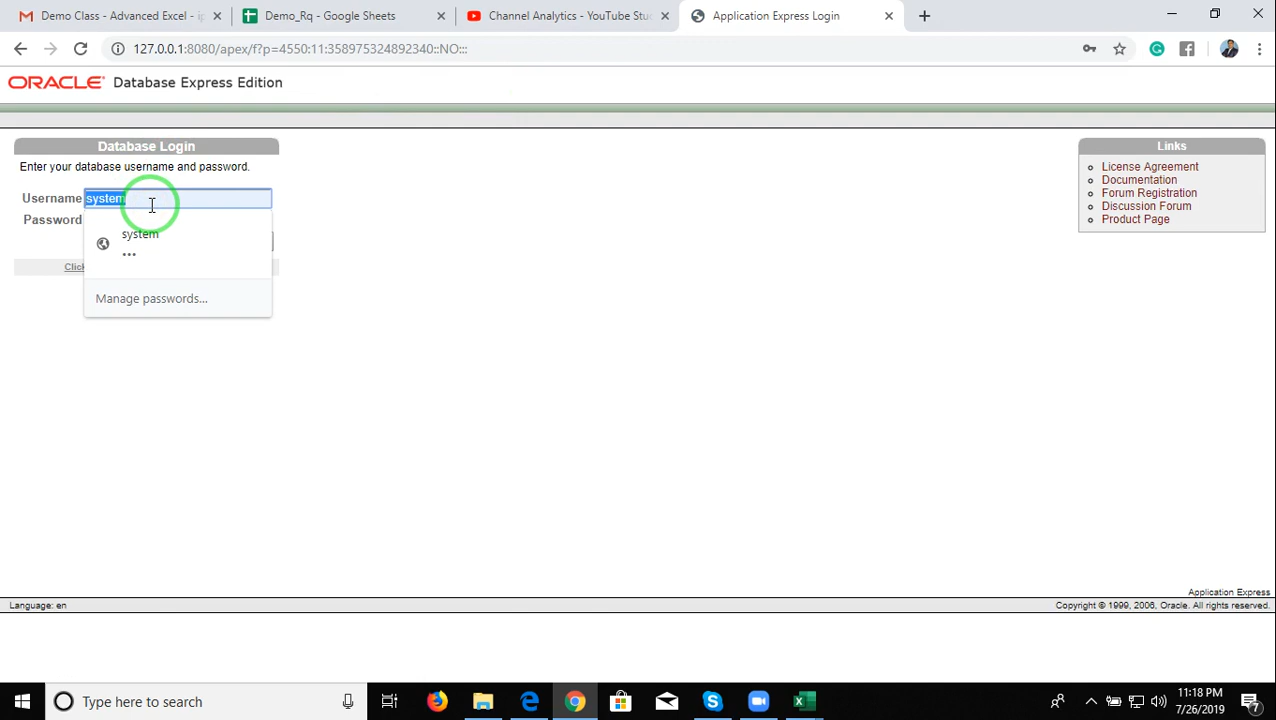 Demo Class - Advanced Excel - ip
Demo_Rq - Google Sheets
Channel Analytics - YouTube Stu
Application Express Login
127.0.0.1:8080/apex/f?p=4550:11:358975324892340::NO:::
ORACLE Database Express Edition
Database Login
Enter your database username and password.
Username system
Password
system
•••
Click
Manage passwords...
Links
License Agreement
Documentation
Forum Registration
Discussion Forum
Product Page
Application Express
Language: en
Copyright © 1999, 2006, Oracle. All rights reserved.
Type here to search
11:18 PM
7/26/2019
7